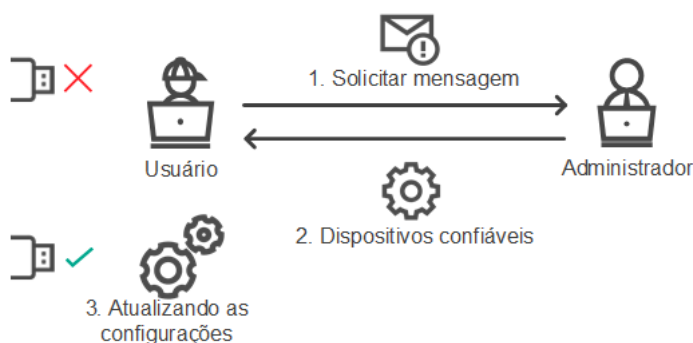 1. Solicitar mensagem
Usuário
Administrador
2. Dispositivos confiáveis
3. Atualizando as
configurações